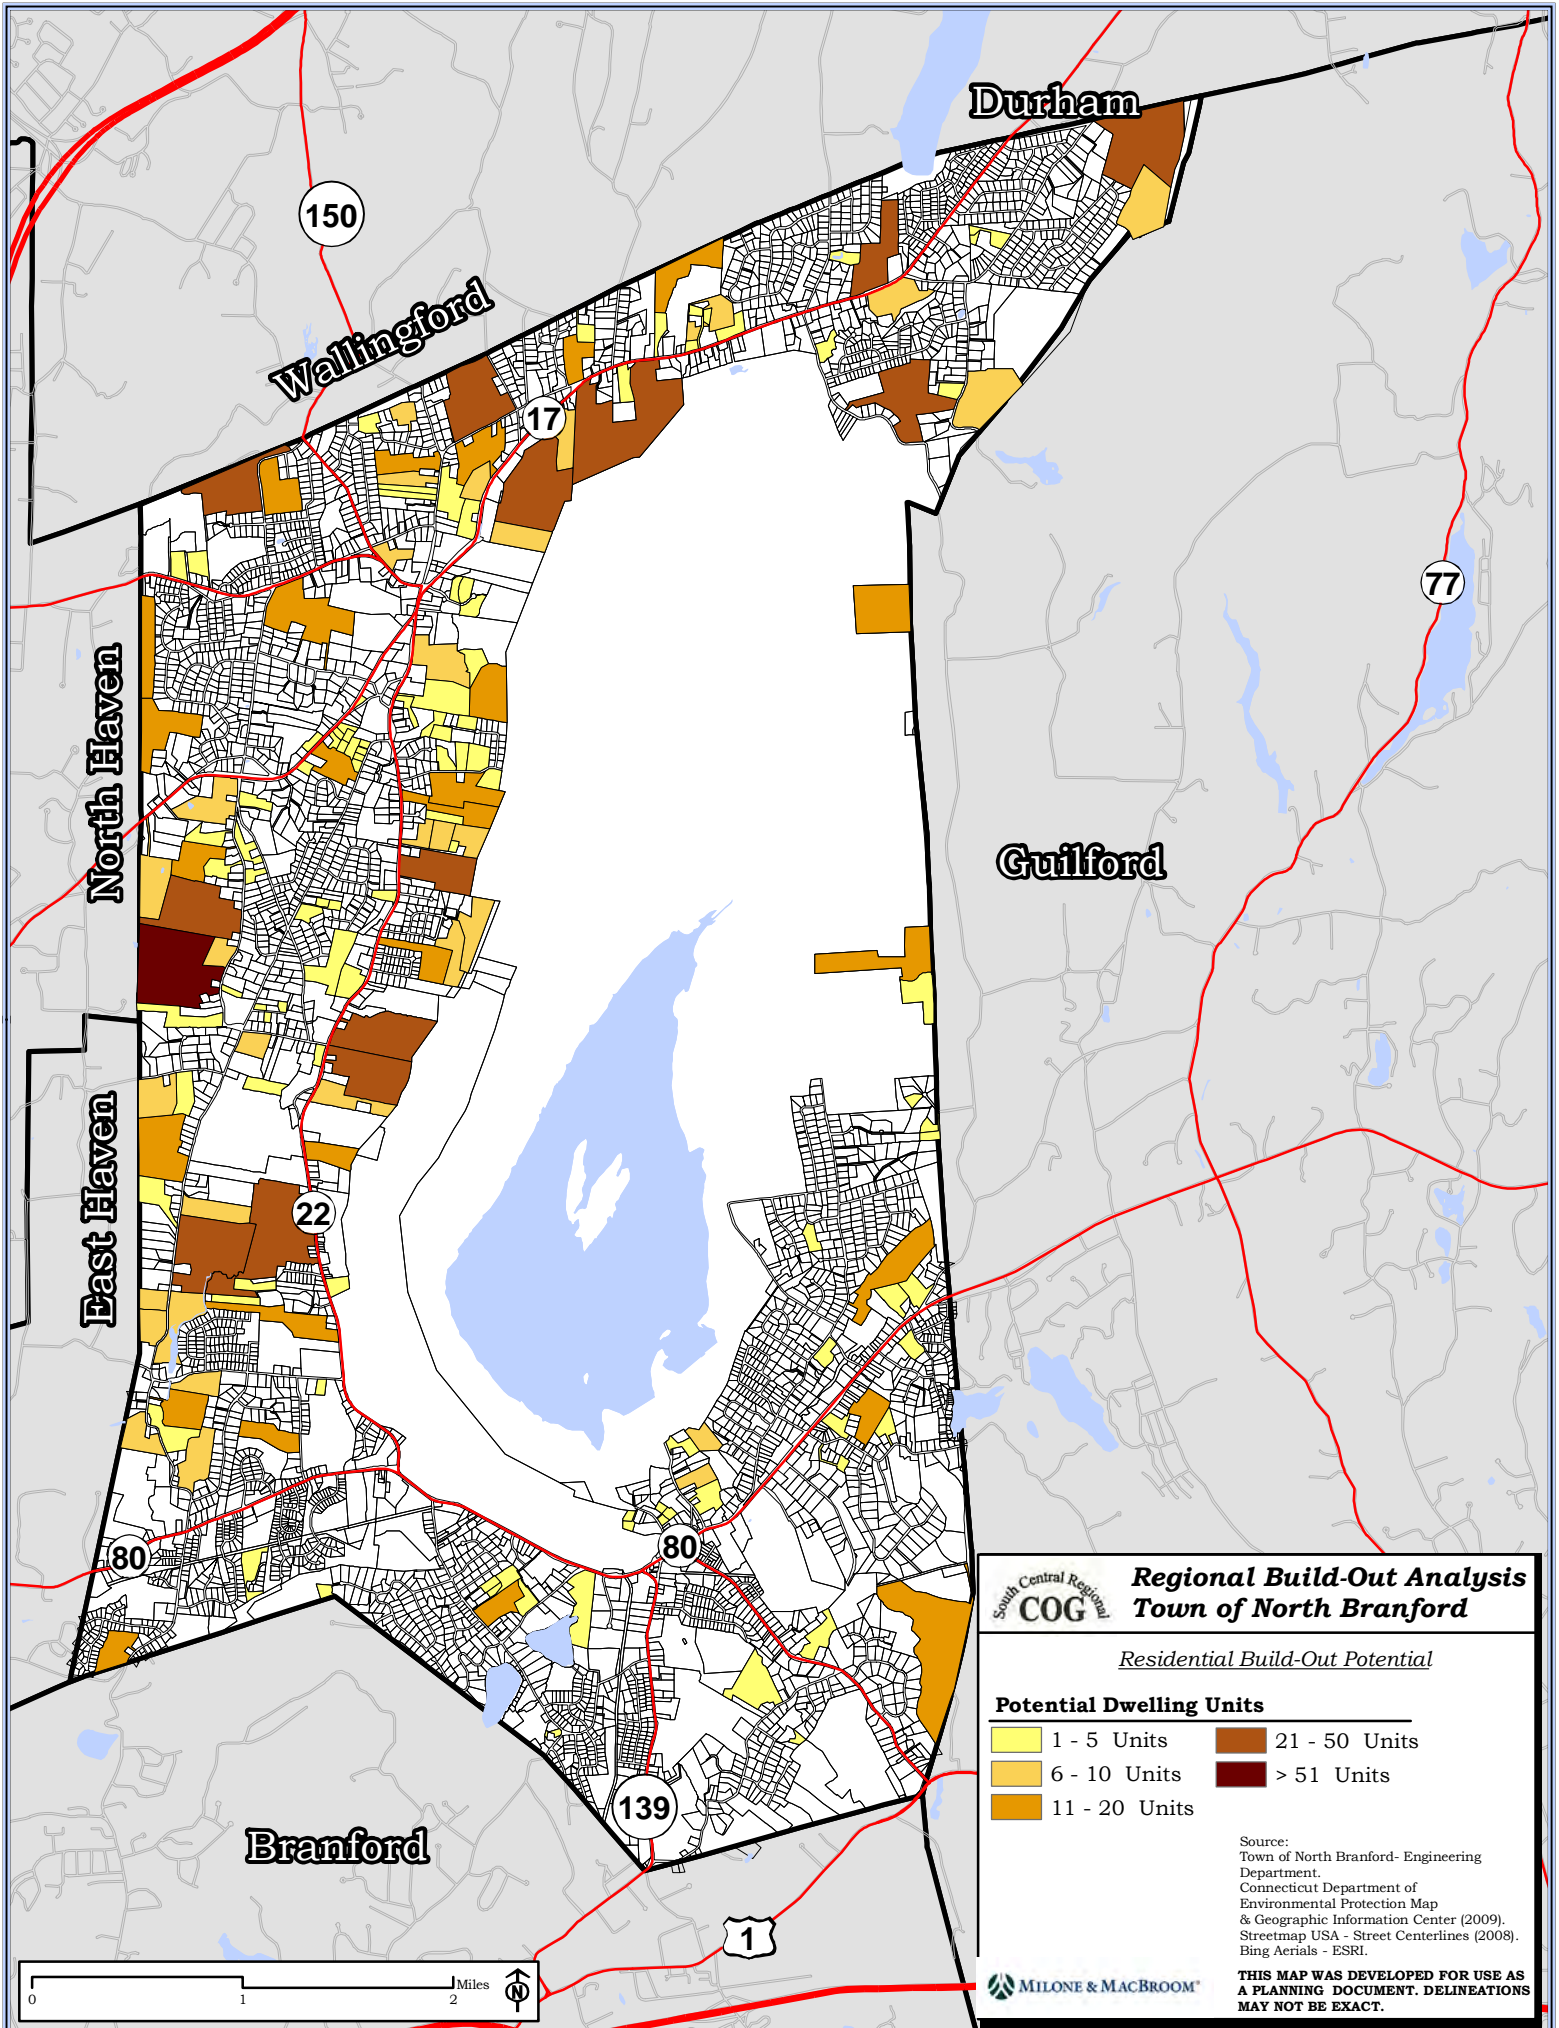 Durham
150
Wallingford
17
77
North Haven
Guilford
East Haven
22
80
80
139
Branford
1
South Central Regional
COG
Regional Build-Out Analysis
Town of North Branford
Residential Build-Out Potential
Potential Dwelling Units
1 - 5 Units
6 - 10 Units
11 - 20 Units
21 - 50 Units
> 51 Units
Source:
Town of North Branford- Engineering
Department.
Connecticut Department of
Environmental Protection Map
& Geographic Information Center (2009).
Streetmap USA - Street Centerlines (2008).
Bing Aerials - ESRI.
MILONE & MACBROOM®
THIS MAP WAS DEVELOPED FOR USE AS
A PLANNING DOCUMENT. DELINEATIONS
MAY NOT BE EXACT.
Miles
0 1 2
N